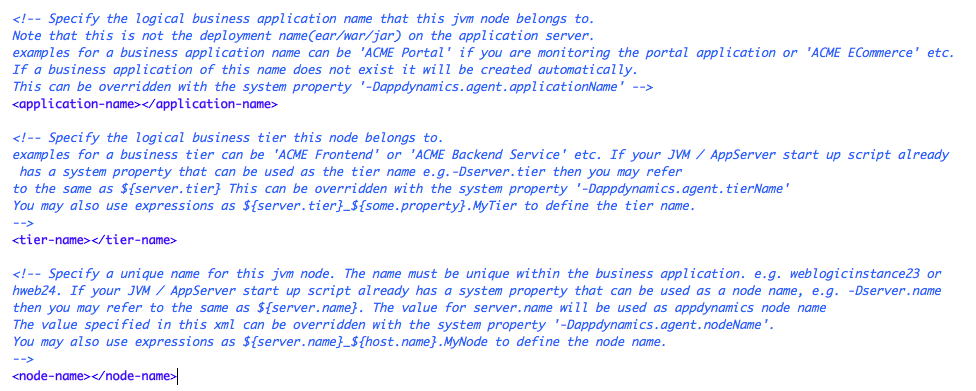 <!-- Specify the logical business application name that this jvm node belongs to.
Note that this is not the deployment name(ear/war/jar) on the application server.
examples for a business application name can be 'ACME Portal' if you are monitoring the portal application or 'ACME ECommerce' etc.
If a business application of this name does not exist it will be created automatically.
This can be overridden with the system property '-Dappdynamics.agent.applicationName' -->
<application-name></application-name>
<!-- Specify the logical business tier this node belongs to.
examples for a business tier can be 'ACME Frontend' or 'ACME Backend Service' etc. If your JVM / AppServer start up script already
has a system property that can be used as the tier name e.g.-Dserver.tier then you may refer
to the same as ${server.tier} This can be overridden with the system property '-Dappdynamics.agent.tierName'
You may also use expressions as ${server.tier}_${some.property}.MyTier to define the tier name.
-->
<tier-name></tier-name>
<!-- Specify a unique name for this jvm node. The name must be unique within the business application. e.g. weblogicinstance23 or
hweb24. If your JVM / AppServer start up script already has a system property that can be used as a node name, e.g. -Dserver.name
then you may refer to the same as ${server.name}. The value for server.name will be used as appdynamics node name
The value specified in this xml can be overridden with the system property '-Dappdynamics.agent.nodeName'.
You may also use expressions as ${server.name}_${host.name}.MyNode to define the node name.
-->
<node-name></node-name>